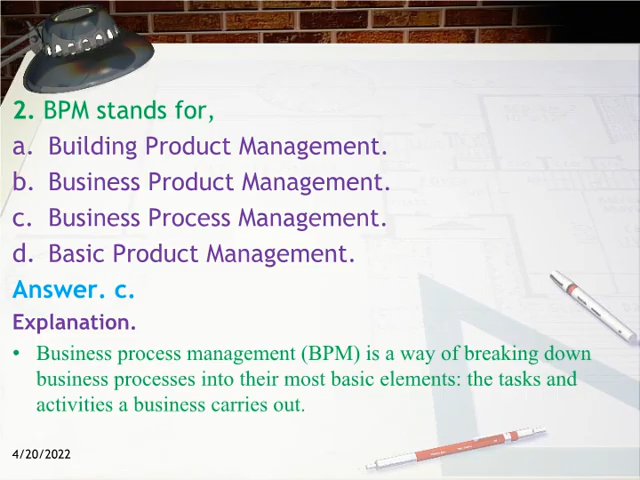 2. BPM stands for,
a. Building Product Management.
b. Business Product Management.
c. Business Process Management.
d. Basic Product Management.
Answer. c.
Explanation.
• Business process management (BPM) is a way of breaking down
business processes into their most basic elements: the tasks and
activities a business carries out.
4/20/2022